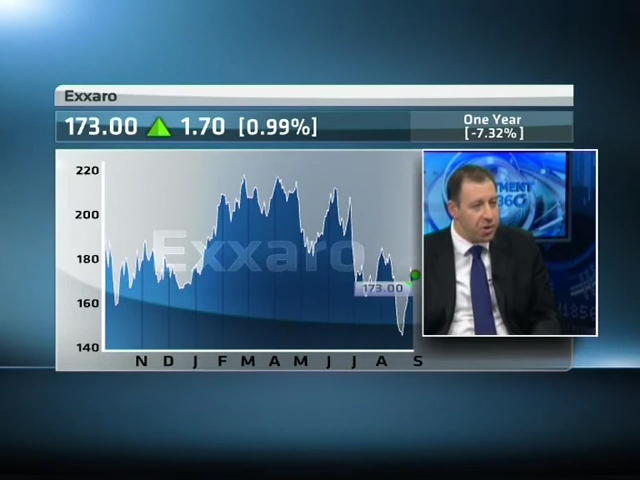 Exxaro
173.00 1.70 [0.99%]
One Year
[-7.32%]
220
200
180
160
140
Exxaro
173.00
N D J F M A M J J A S
360